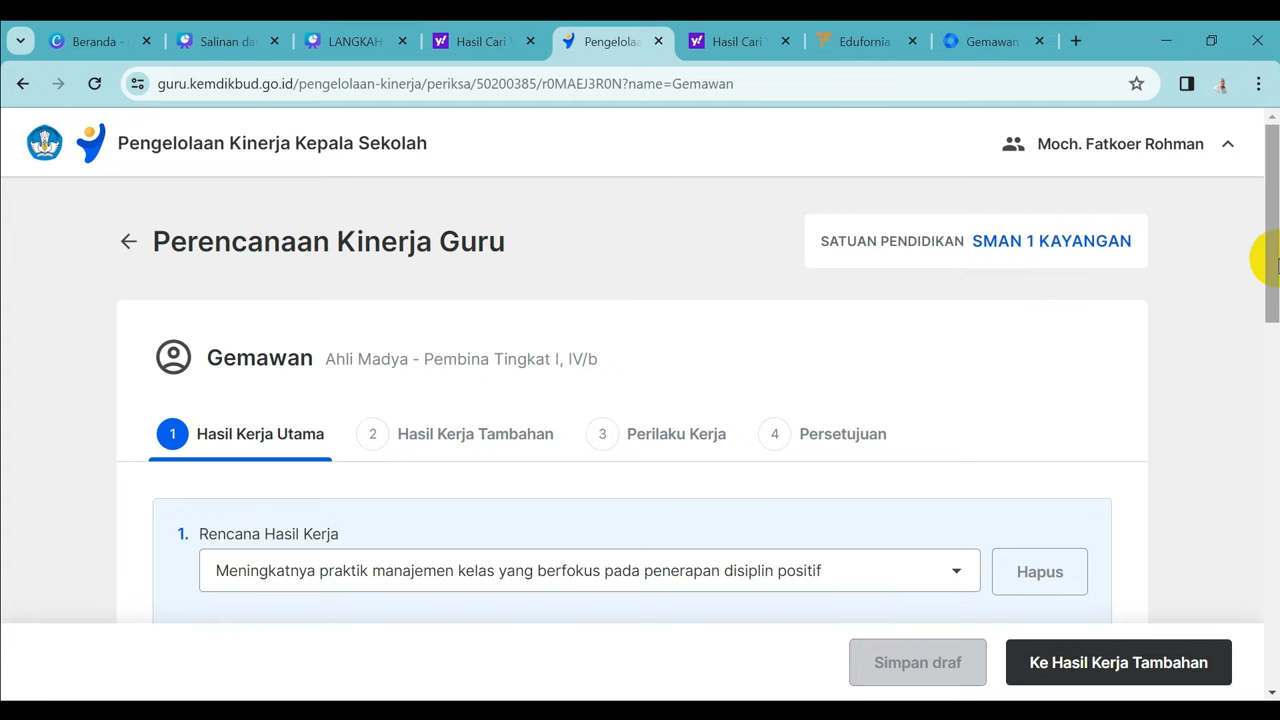 Beranda -
Salinan da
LANGKAH
Hasil Cari
Pengelola
Hasil Cari
Edufornia
Gemawan
guru.kemdikbud.go.id/pengelolaan-kinerja/periksa/50200385/r0MAEJ3R0N?name=Gemawan
Pengelolaan Kinerja Kepala Sekolah
Moch. Fatkoer Rohman
Perencanaan Kinerja Guru
SATUAN PENDIDIKAN SMAN 1 KAYANGAN
Gemawan Ahli Madya - Pembina Tingkat I, IV/b
1 Hasil Kerja Utama
2 Hasil Kerja Tambahan
3 Perilaku Kerja
4 Persetujuan
1. Rencana Hasil Kerja
Meningkatnya praktik manajemen kelas yang berfokus pada penerapan disiplin positif
Hapus
Simpan draf
Ke Hasil Kerja Tambahan